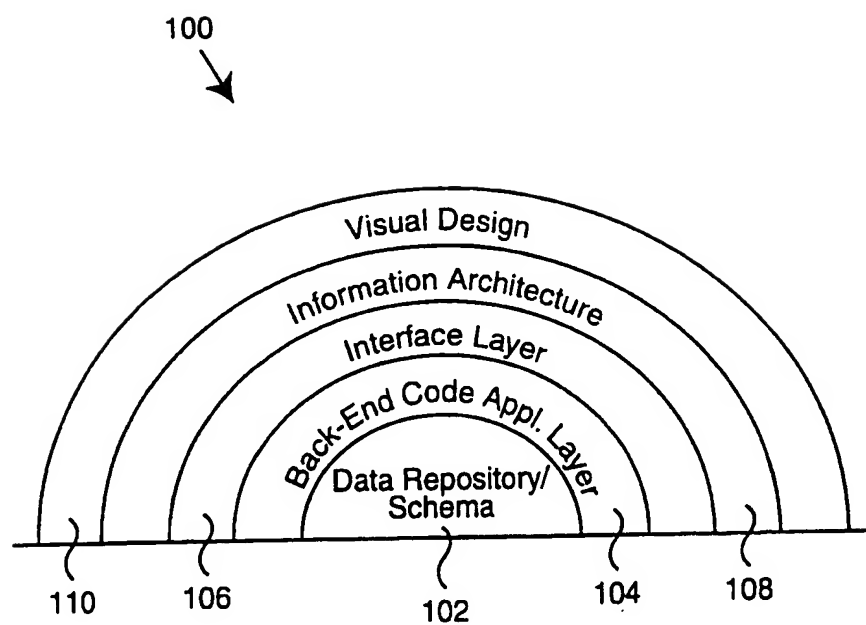 100
Visual Design
Information Architecture
Interface Layer
Back-End Code Appl. Layer
Data Repository/
Schema
110
106
102
104
108